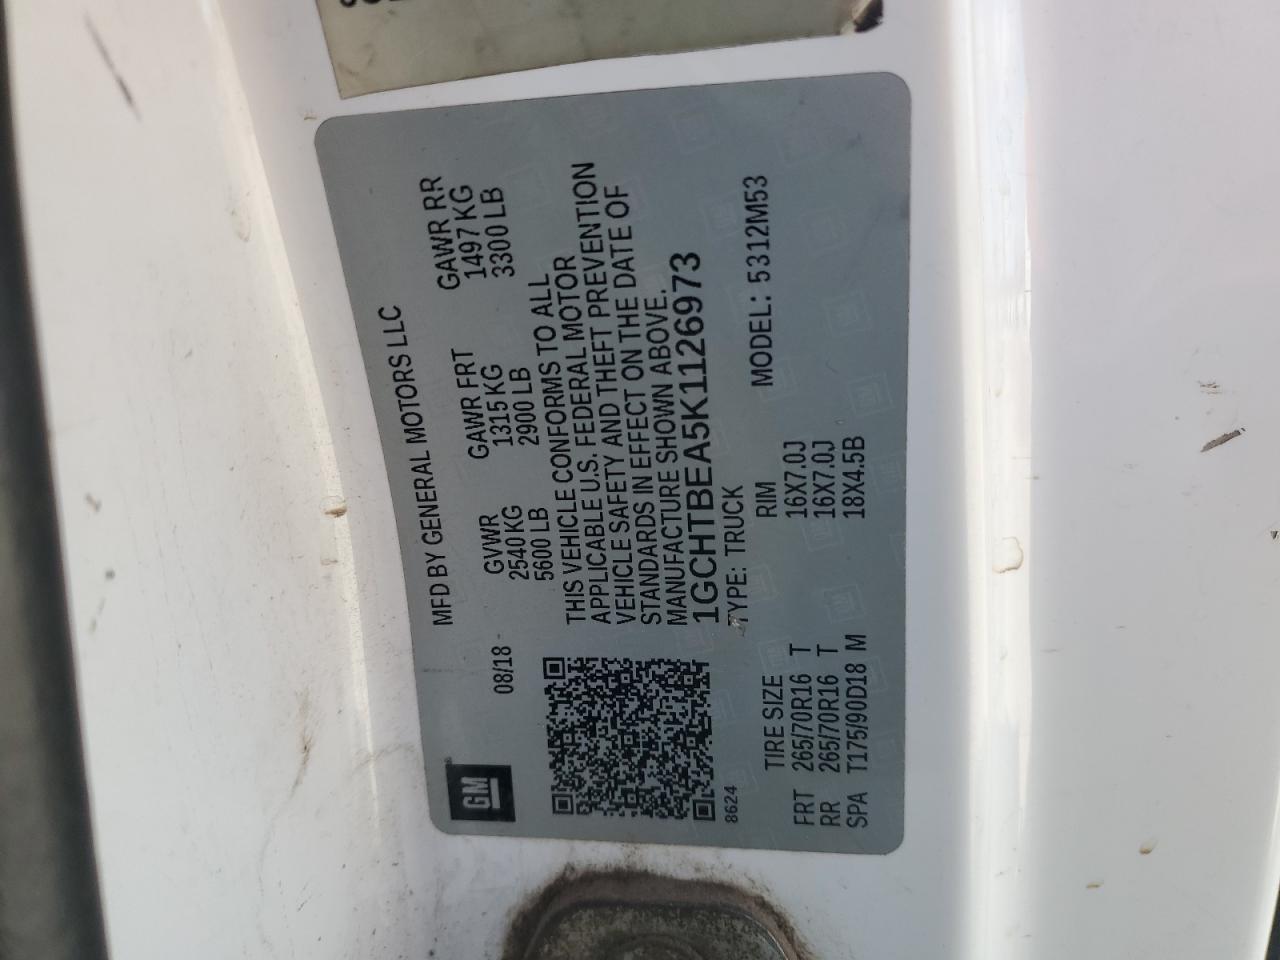 MFD BY GENERAL MOTORS LLC
GM
08/18
GVWR GAWR FRT GAWR RR
2540 KG 1315 KG 1497 KG
5600 LB 2900 LB 3300 LB
THIS VEHICLE CONFORMS TO ALL
APPLICABLE U.S. FEDERAL MOTOR
VEHICLE SAFETY AND THEFT PREVENTION
STANDARDS IN EFFECT ON THE DATE OF
MANUFACTURE SHOWN ABOVE.
1GCHTBEA5K1126973
8624
TYPE: TRUCK
MODEL: 5312M53
TIRE SIZE RIM
FRT 265/70R16 T 16X7.0J
RR 265/70R16 T 16X7.0J
SPA T175/90D18 M 18X4.5B